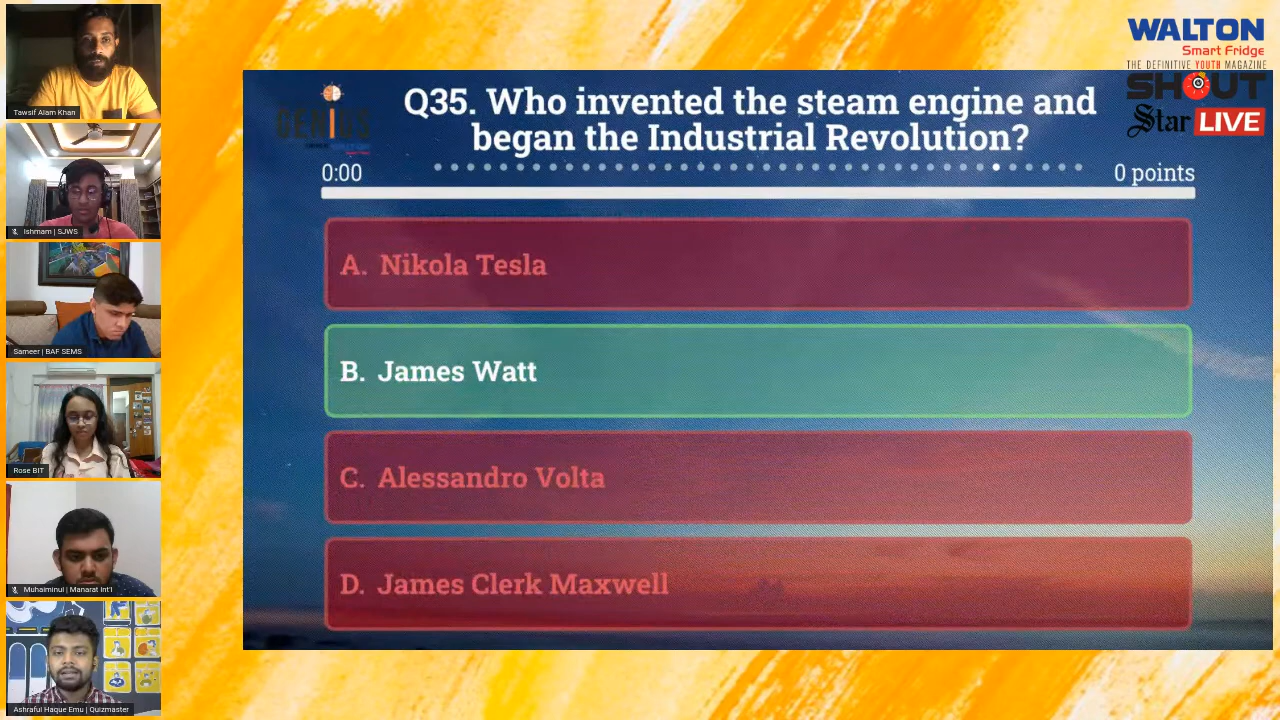 Tawsif Alam Khan
Ishmam | SJWS
Sameer | BAF SEMS
Rose BIT
Muhaiminul | Manarat Int'l
Ashraful Haque Emu | Quizmaster
GENIUS
Q35. Who invented the steam engine and
began the Industrial Revolution?
0:00
0 points
A. Nikola Tesla
B. James Watt
C. Alessandro Volta
D. James Clerk Maxwell
WALTON
Smart Fridge
THE DEFINITIVE YOUTH MAGAZINE
SHOUT
Star LIVE